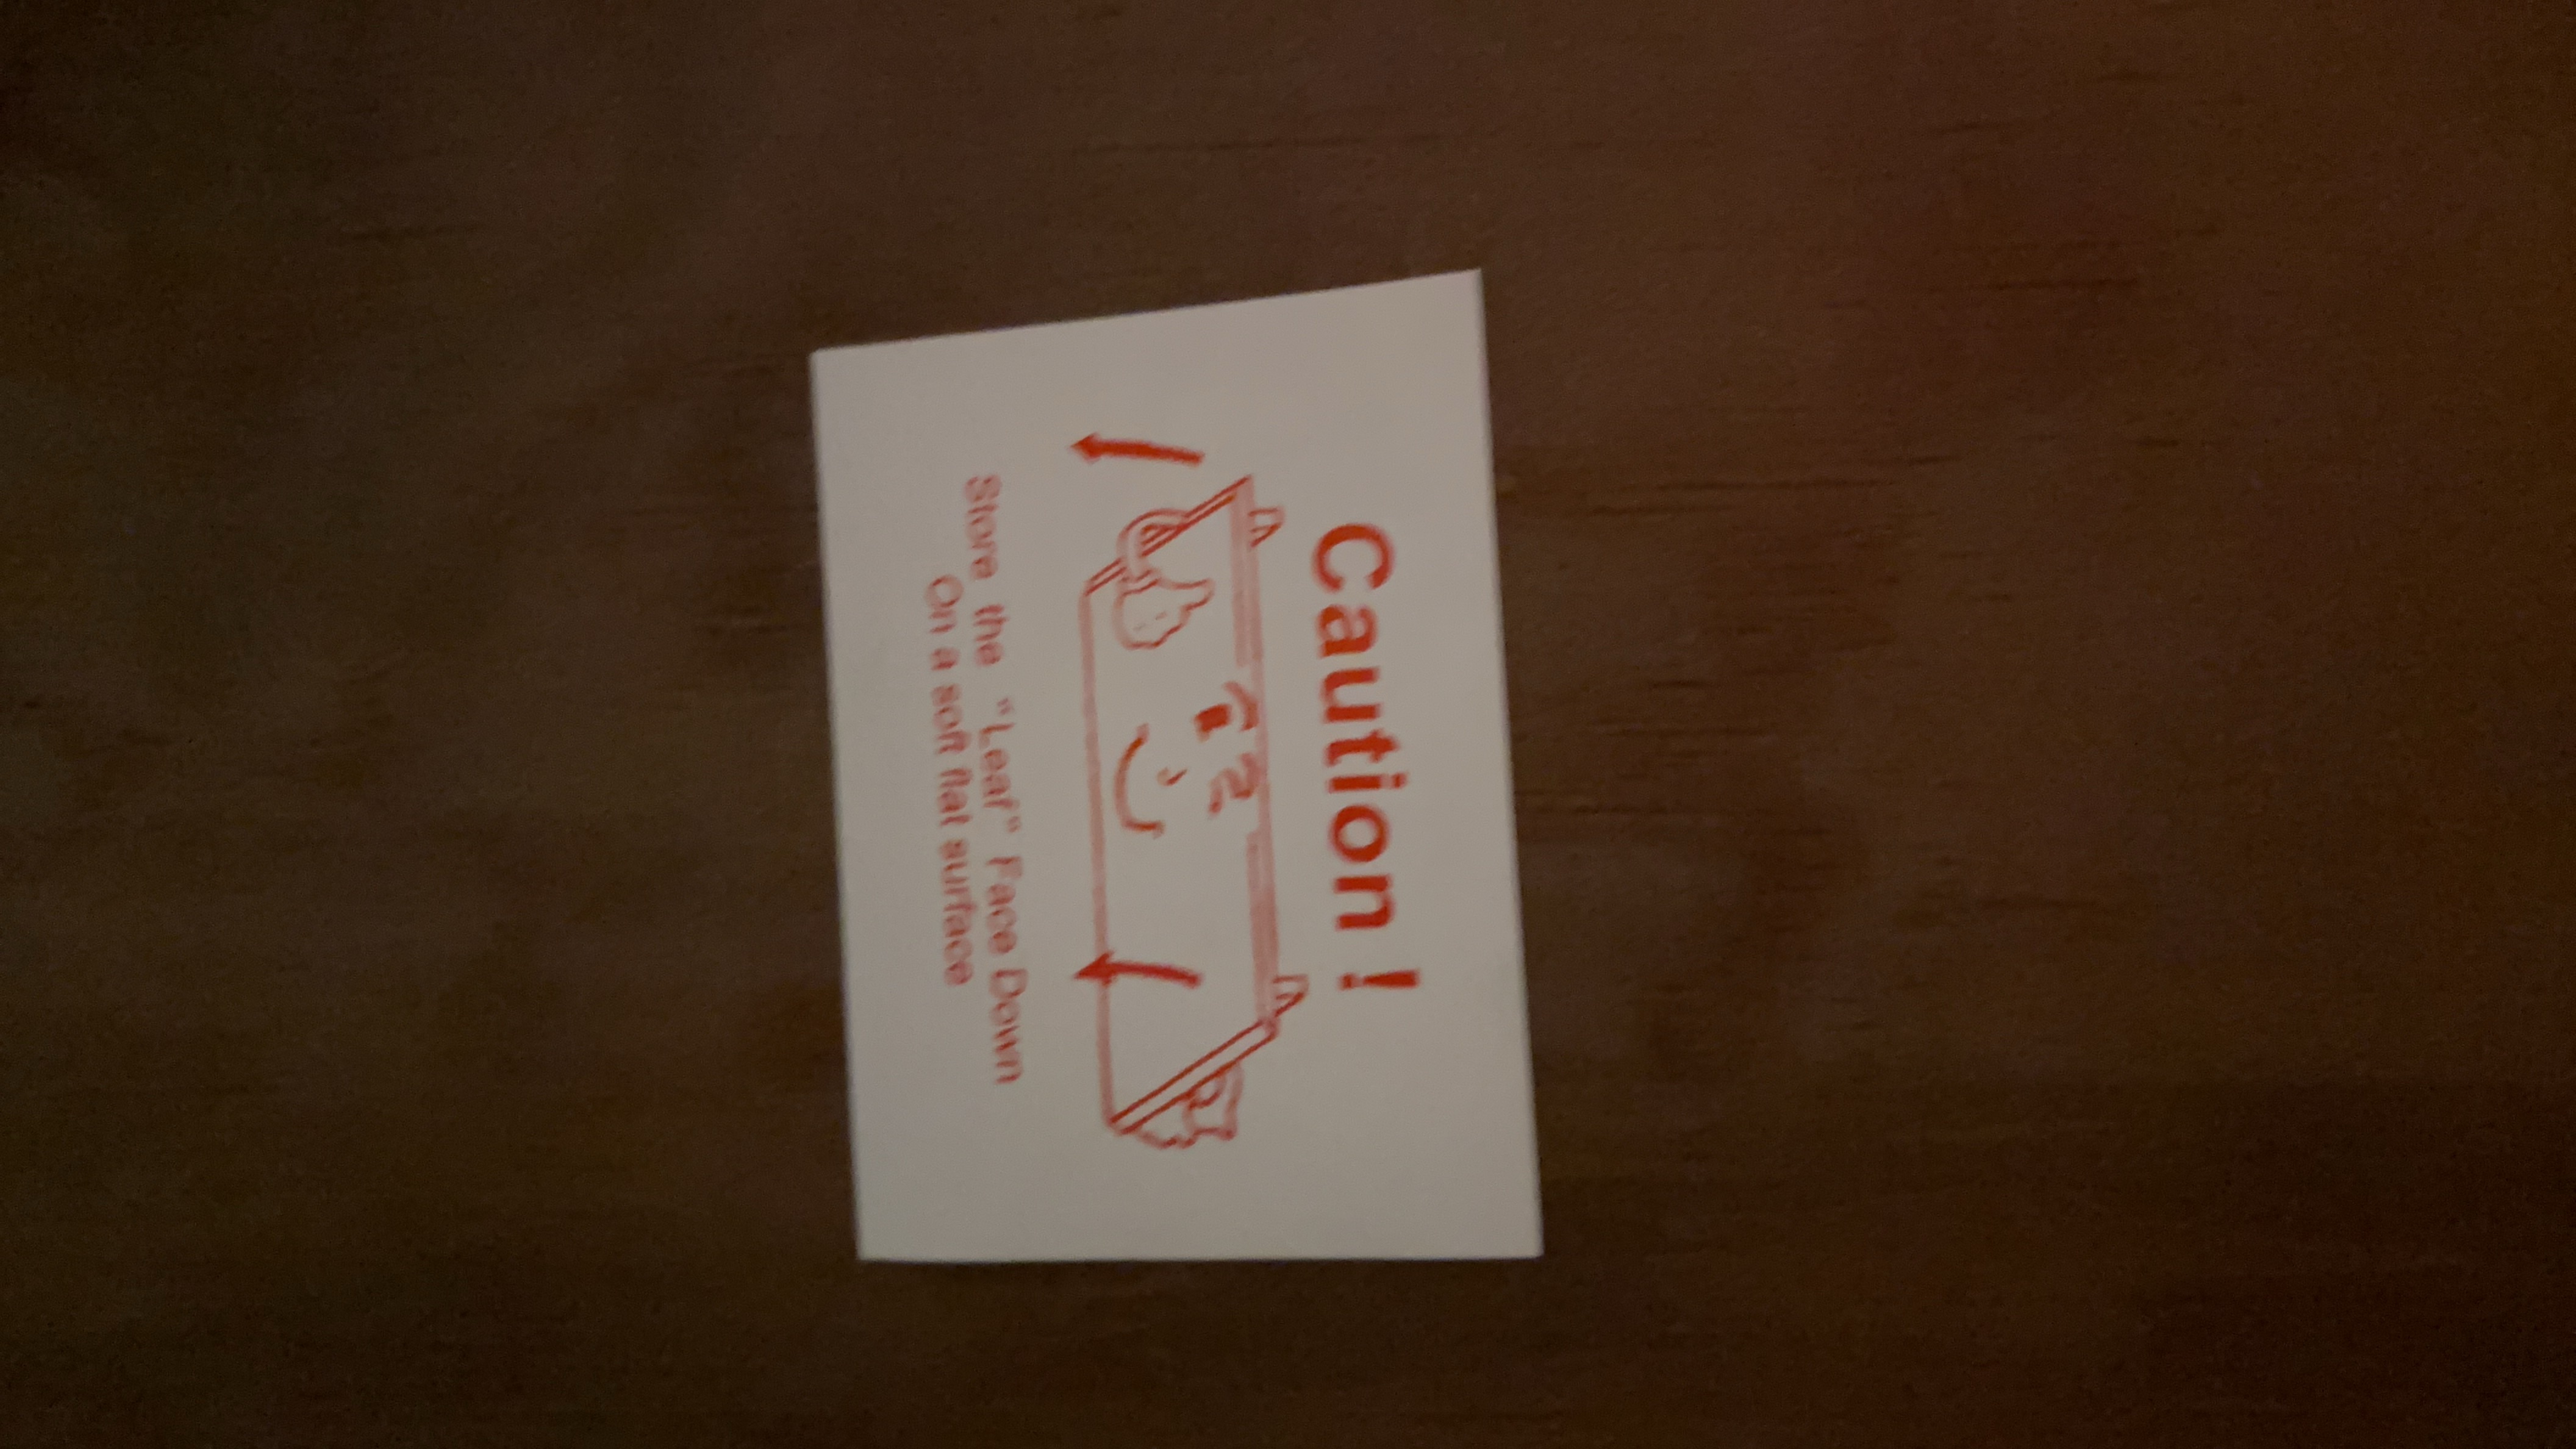 Caution !
Store the "Leaf" Face Down
On a soft flat surface